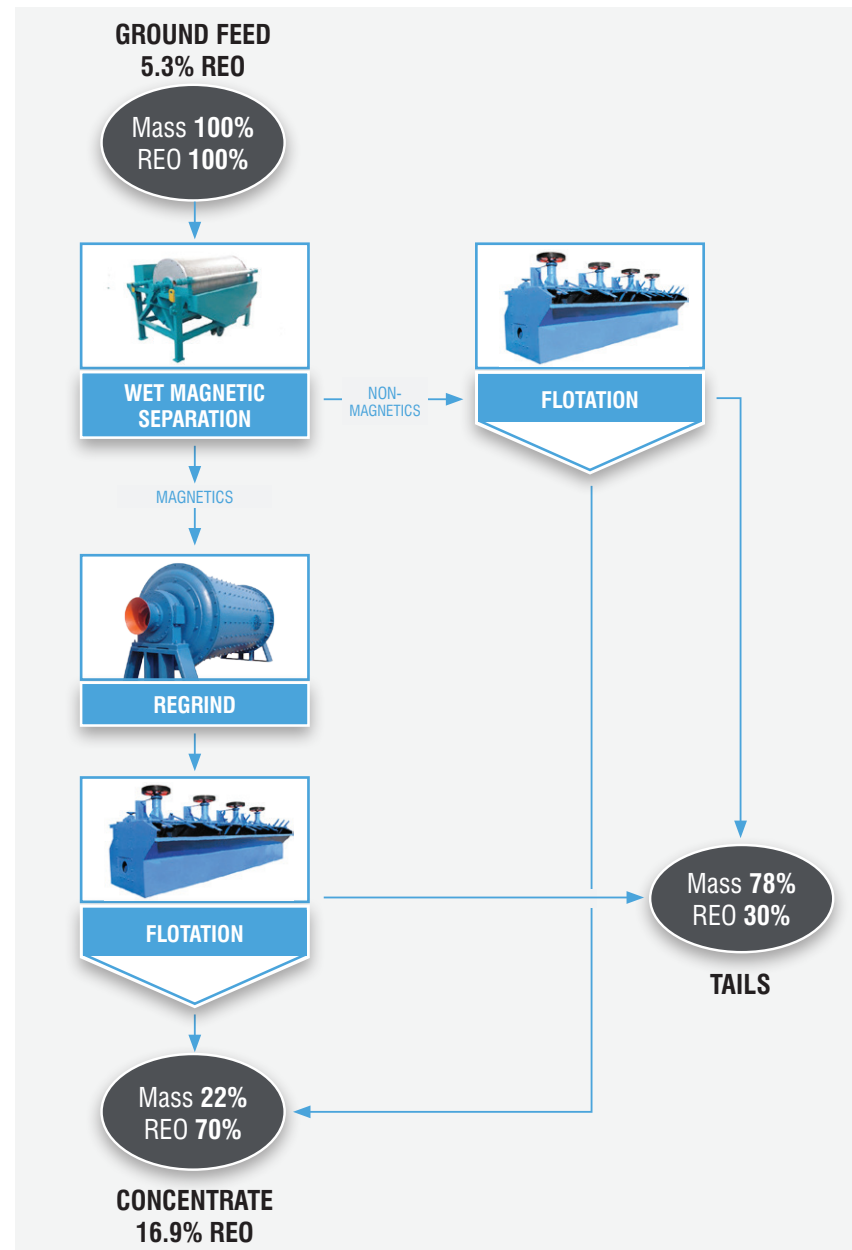 GROUND FEED
5.3% REO
Mass 100%
REO 100%
WET MAGNETIC
SEPARATION
NON-
MAGNETICS
FLOTATION
MAGNETICS
REGRIND
FLOTATION
Mass 78%
REO 30%
TAILS
Mass 22%
REO 70%
CONCENTRATE
16.9% REO